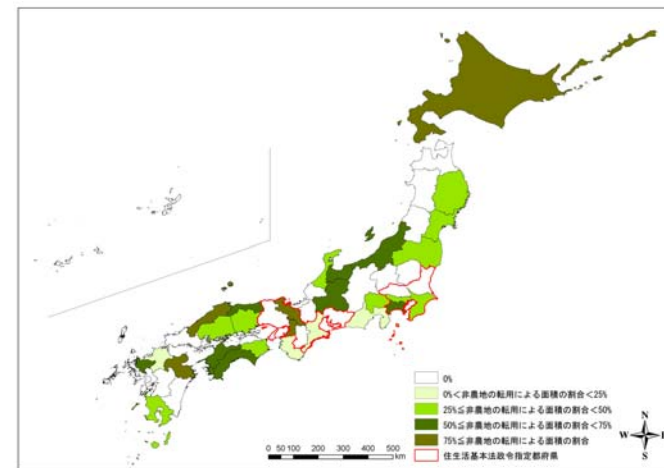 0%
0%＜非農地の転用による面積の割合＜25%
25%≦非農地の転用による面積の割合＜50%
50%≦非農地の転用による面積の割合＜75%
75%≦非農地の転用による面積の割合
住生活基本法政令指定都府県
0 50 100 200 300 400 500
km
N
W E
S